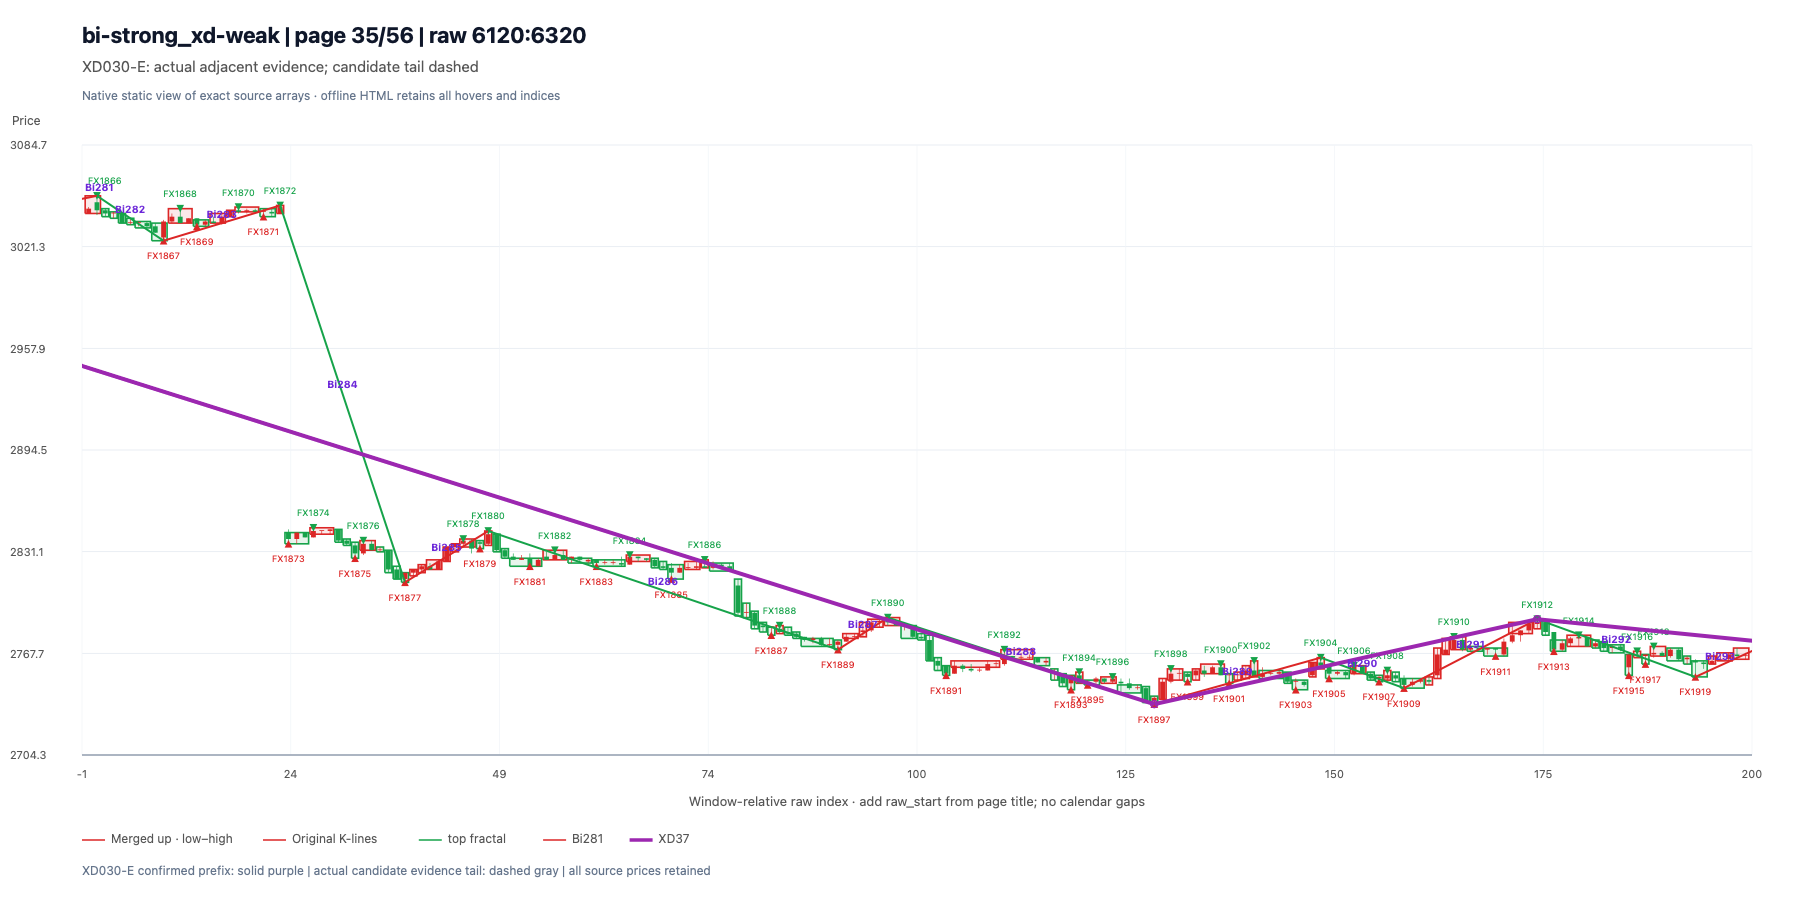 bi-strong_xd-weak | page 35/56 | raw 6120:6320
XD030-E: actual adjacent evidence; candidate tail dashed
Native static view of exact source arrays · offline HTML retains all hovers and indices
Price
3084.7
3021.3
2957.9
2894.5
2831.1
2767.7
2704.3
FX1866
Bi281
Bi282
FX1868
FX1870
FX1872
FX1867
FX1869
FX1871
Bi284
FX1873
FX1874
FX1875
FX1876
FX1877
FX1878
FX1880
FX1879
FX1881
FX1882
FX1883
Bi286
FX1885
FX1886
FX1887
FX1888
FX1889
FX1890
FX1891
FX1892
Bi288
FX1893
FX1894
FX1895
FX1896
FX1897
FX1898
FX1900
FX1901
FX1902
FX1903
FX1904
FX1905
FX1906
Bi290
FX1907
FX1909
FX1910
Bi291
FX1911
FX1912
FX1913
FX1914
Bi292
FX1915
FX1916
FX1917
FX1919
-1 24 49 74 100 125 150 175 200
Window-relative raw index · add raw_start from page title; no calendar gaps
Merged up · low–high Original K-lines top fractal Bi281 XD37
XD030-E confirmed prefix: solid purple | actual candidate evidence tail: dashed gray | all source prices retained